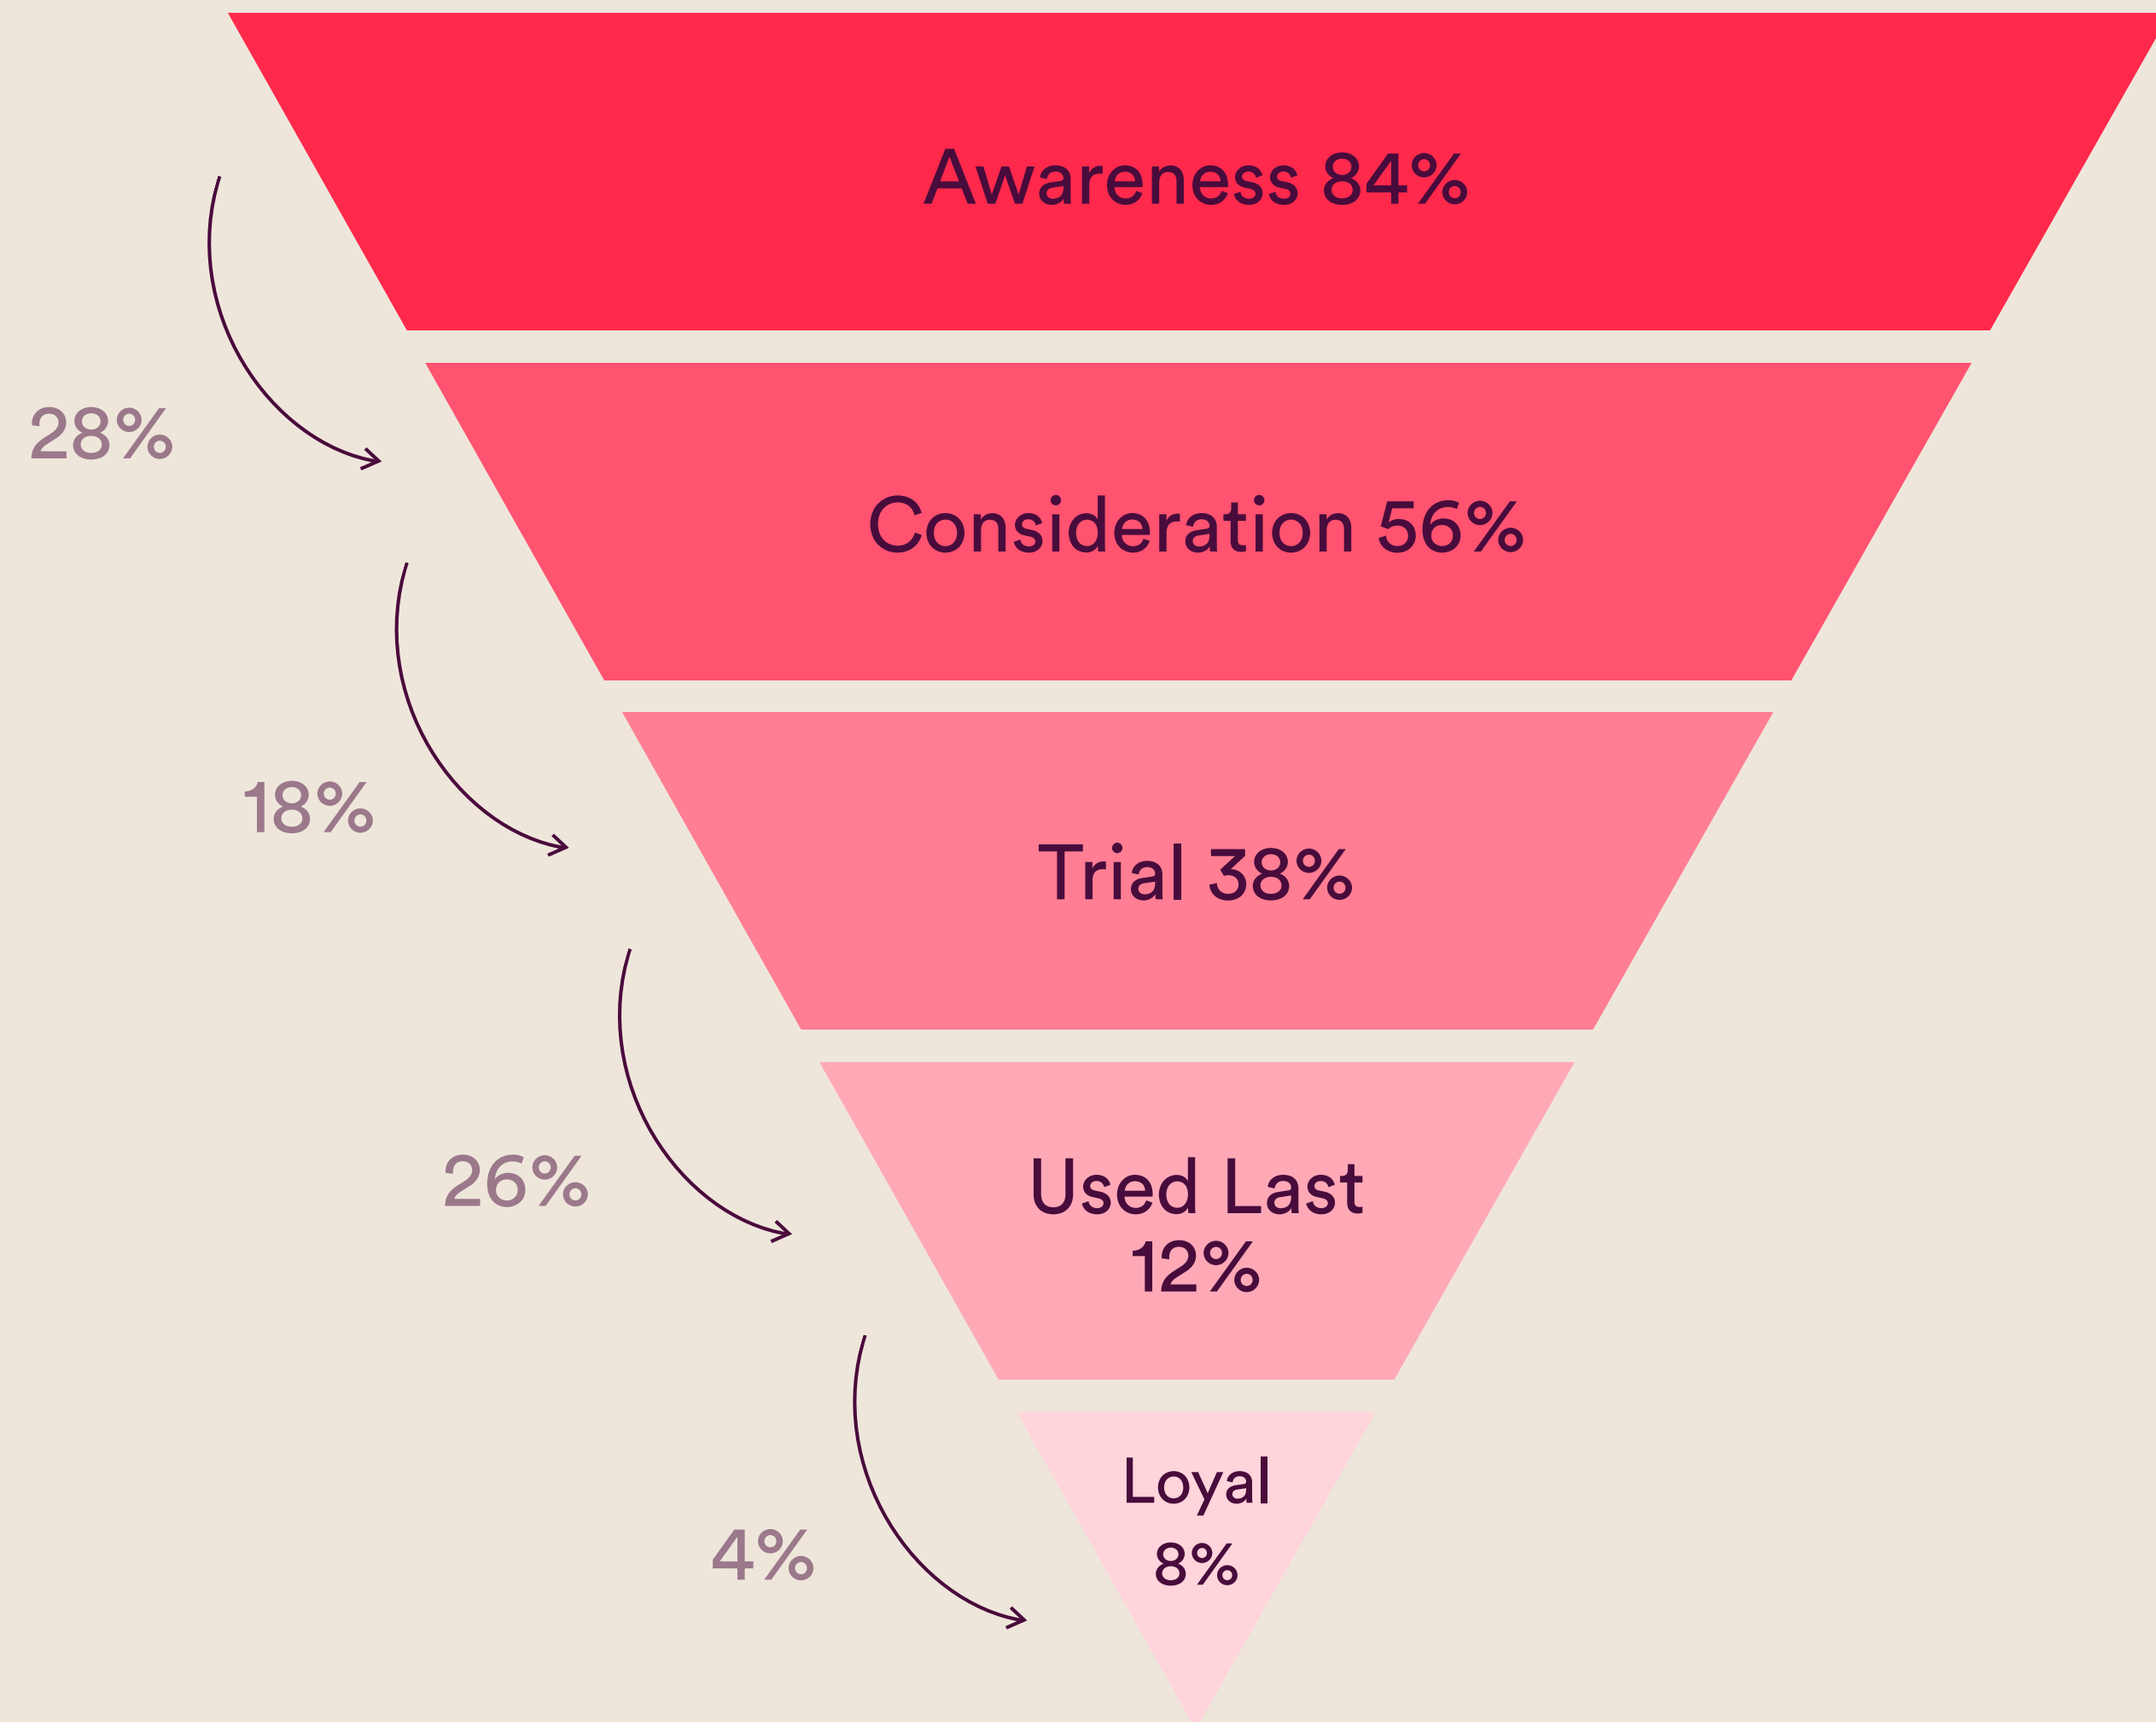 Awareness 84%
28%
Consideration 56%
18%
Trial 38%
26%
Used Last
12%
Loyal
8%
4%